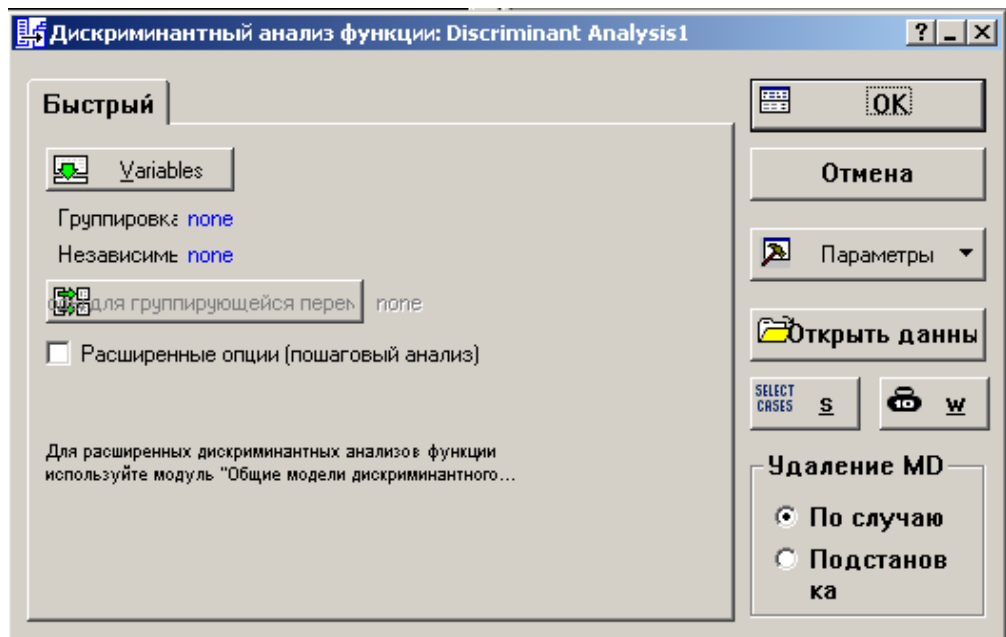 Дискриминантный анализ функции: Discriminant Analysis1
Быстрый
Variables
Группировка none
Независимь none
для группирующейся перем none
Расширенные опции (пошаговый анализ)
Для расширенных дискриминантных анализов функции
используйте модуль "Общие модели дискриминантного...
OK
Отмена
Параметры
Открыть данны
SELECT
CASES S
W
Удаление MD
По случаю
Подстанов
ка